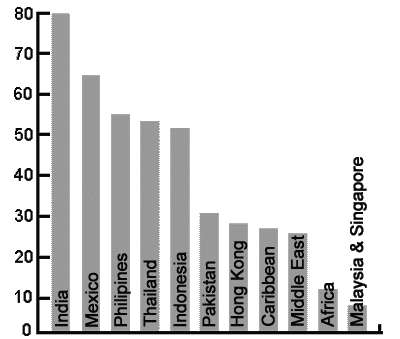 80
70
60
50
40
30
20
10
0
India
Mexico
Philipines
Thailand
Indonesia
Pakistan
Hong Kong
Caribbean
Middle East
Africa
Malaysia & Singapore